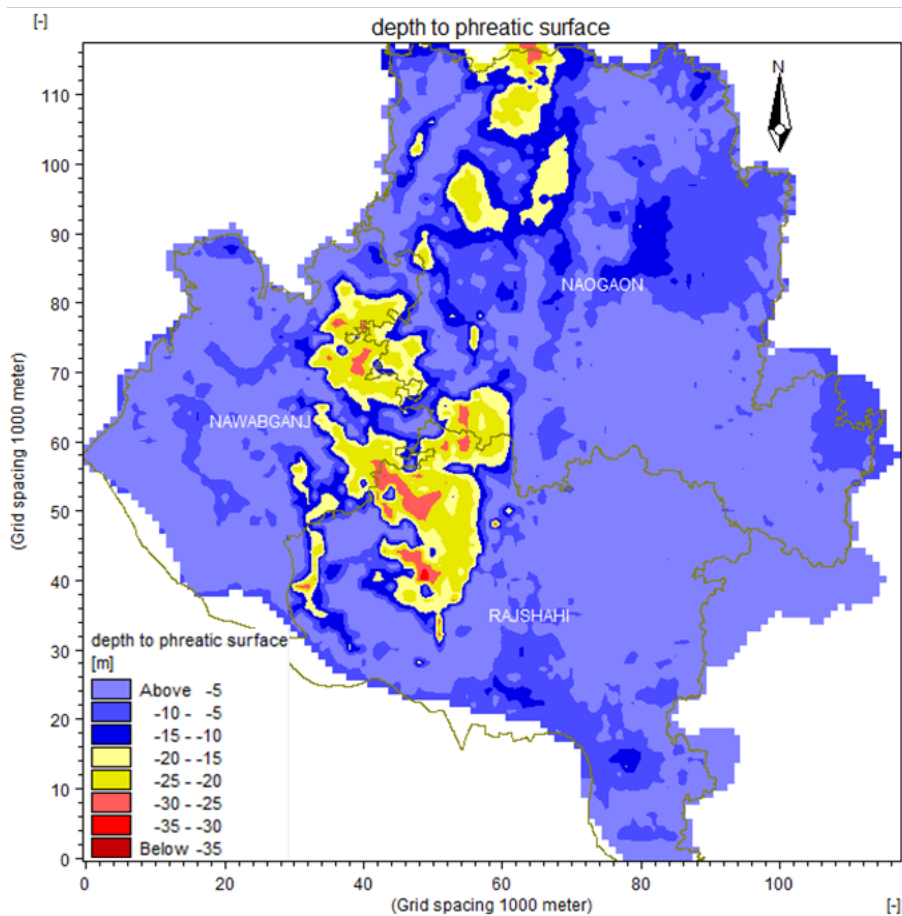 [-]
depth to phreatic surface
N
110
100
90
80
70
60
50
40
30
20
10
0
(Grid spacing 1000 meter)
NAOGAON
NAWABGANJ
RAJSHAHI
depth to phreatic surface
[m]
Above -5
-10 - -5
-15 - -10
-20 - -15
-25 - -20
-30 - -25
-35 - -30
Below -35
0 20 40 60 80 100
(Grid spacing 1000 meter)
[-]